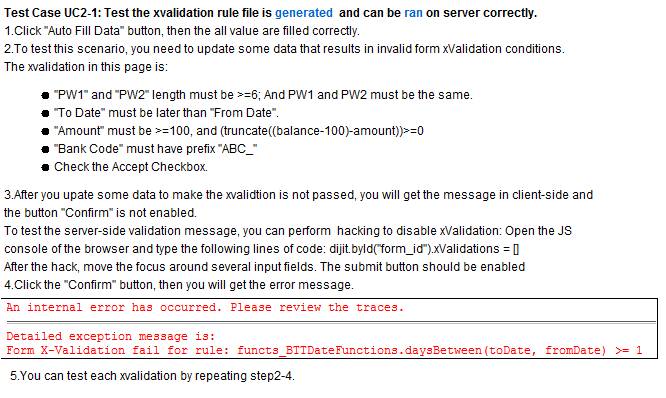 Test Case UC2-1: Test the xvalidation rule file is generated and can be ran on server correctly.
1.Click "Auto Fill Data" button, then the all value are filled correctly.
2.To test this scenario, you need to update some data that results in invalid form xValidation conditions.
The xvalidation in this page is:
● "PW1" and "PW2" length must be >=6; And PW1 and PW2 must be the same.
● "To Date" must be later than "From Date".
● "Amount" must be >=100, and (truncate((balance-100)-amount))>=0
● "Bank Code" must have prefix "ABC_"
● Check the Accept Checkbox.
3.After you upate some data to make the xvalidtion is not passed, you will get the message in client-side and
the button "Confirm" is not enabled.
To test the server-side validation message, you can perform hacking to disable xValidation: Open the JS
console of the browser and type the following lines of code: dijit.byId("form_id").xValidations = []
After the hack, move the focus around several input fields. The submit button should be enabled
4.Click the "Confirm" button, then you will get the error message.
An internal error has occurred. Please review the traces.
Detailed exception message is:
Form X-Validation fail for rule: functs_BTTDateFunctions.daysBetween(toDate, fromDate) >= 1
5.You can test each xvalidation by repeating step2-4.